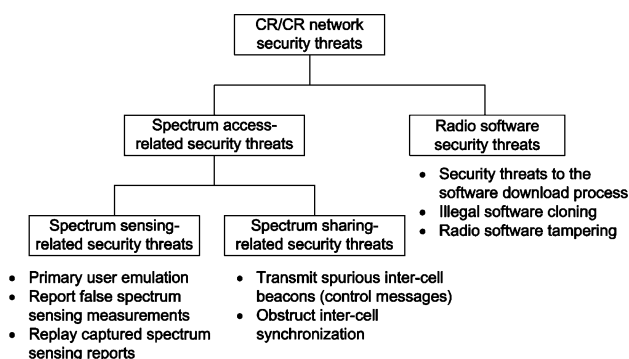 CR/CR network
security threats
Spectrum access-
related security threats
Radio software
security threats
• Security threats to the
software download process
• Illegal software cloning
• Radio software tampering
Spectrum sensing-
related security threats
Spectrum sharing-
related security threats
• Primary user emulation
• Report false spectrum
sensing measurements
• Replay captured spectrum
sensing reports
• Transmit spurious inter-cell
beacons (control messages)
• Obstruct inter-cell
synchronization